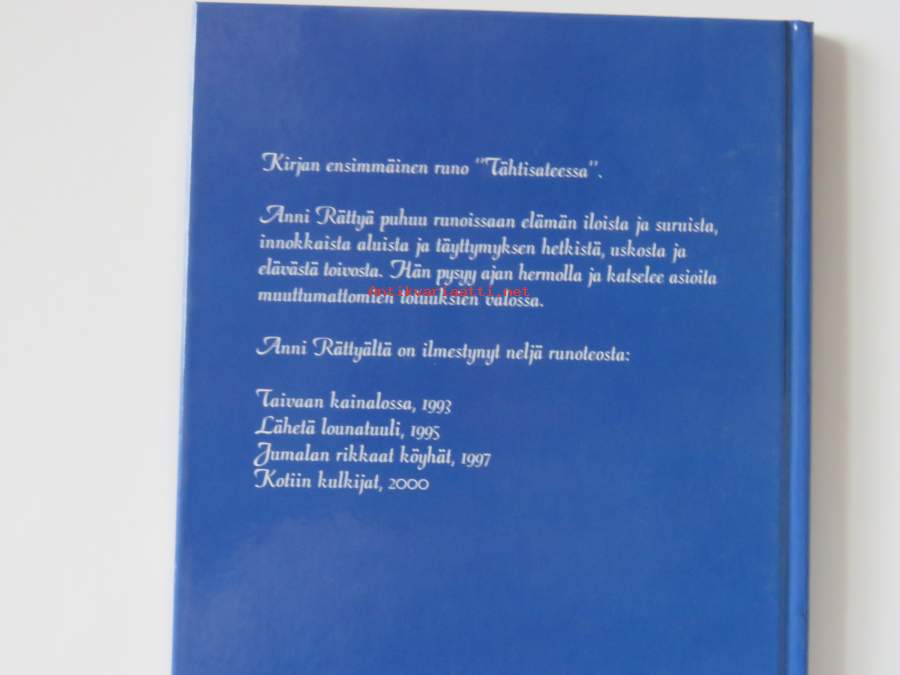 Kirjan ensimmäinen runo "Tähtisateessa".
Anni Rättyä puhuu runoissaan elämän iloista ja suruista,
innokkaista aluista ja täyttymyksen hetkistä, uskosta ja
elävästä toivosta. Hän pysyy ajan hermolla ja katselee asioita
antikvariaatti.net
muuttumattomien totuuksien valossa.
Anni Rättyältä on ilmestynyt neljä runoteosta:
Taivaan kainalossa, 1993
Lähetä lounatuuli, 1995
Jumalan rikkaat köyhät, 1997
Kotiin kulkijat, 2000